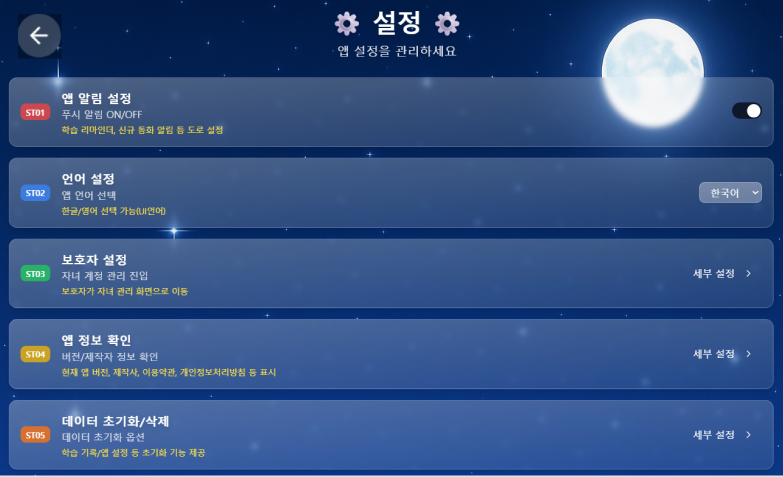 설정
앱 설정을 관리하세요
ST01
앱 알림 설정
푸시 알림 ON/OFF
학습 리마인더, 신규 동화 알림 등 도로 설정
ST02
언어 설정
앱 언어 선택
한글/영어 선택 가능(UI언어)
한국어
ST03
보호자 설정
자녀 계정 관리 진입
보호자가 자녀 관리 화면으로 이동
세부 설정
ST04
앱 정보 확인
버전/제작자 정보 확인
현재 앱 버전, 제작사, 이용약관, 개인정보처리방침 등 표시
세부 설정
ST05
데이터 초기화/삭제
데이터 초기화 옵션
학습 기록/앱 설정 등 초기화 기능 제공
세부 설정